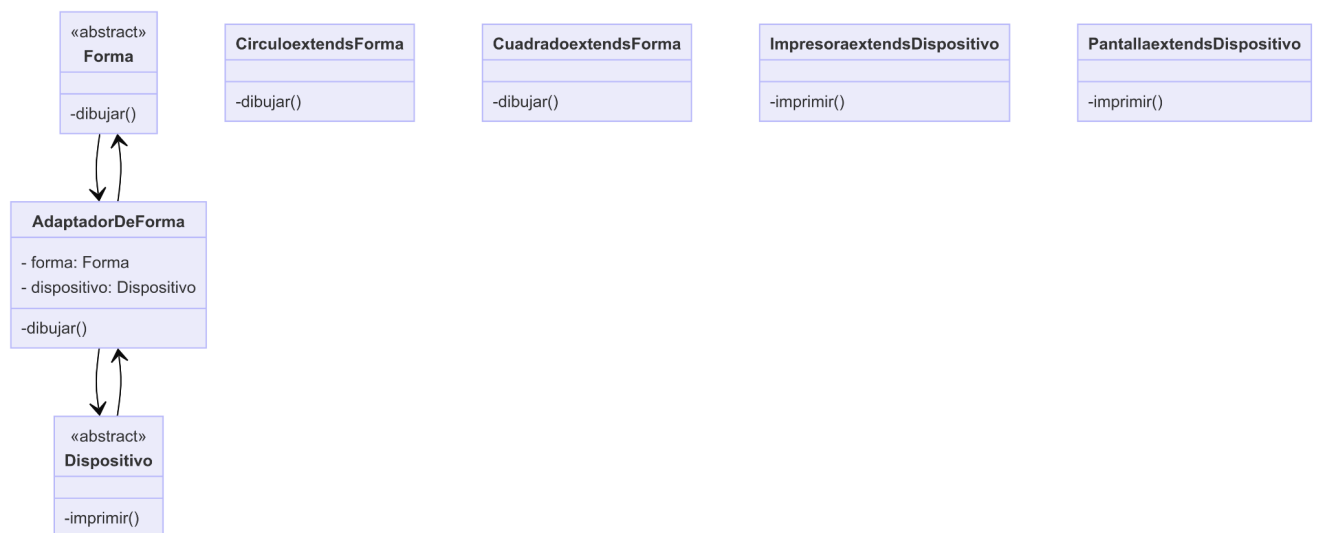 «abstract»
Forma
-dibujar()
CirculoextendsForma
-dibujar()
CuadradoextendsForma
-dibujar()
ImpresoraextendsDispositivo
-imprimir()
PantallaextendsDispositivo
-imprimir()
AdaptadorDeForma
- forma: Forma
- dispositivo: Dispositivo
-dibujar()
«abstract»
Dispositivo
-imprimir()